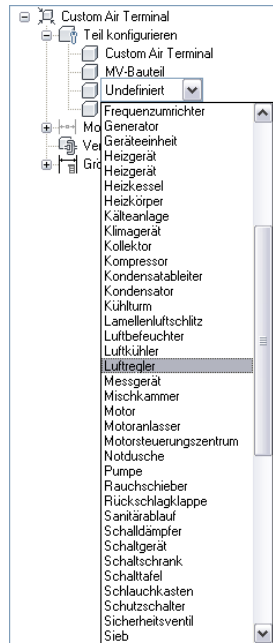 Custom Air Terminal
Teil konfigurieren
Custom Air Terminal
MV-Bauteil
Undefiniert
Frequenzumrichter
Mo
Generator
Ver
Geräteeinheit
Grö
Heizgerät
Heizgerät
Heizkessel
Heizkörper
Kälteanlage
Klimagerät
Kollektor
Kompressor
Kondensatableiter
Kondensator
Kühlturm
Lamellenluftschlitz
Luftbefeuchter
Luftkühler
Luftregler
Messgerät
Mischkammer
Motor
Motoranlasser
Motorsteuerungszentrum
Notdusche
Pumpe
Rauchschieber
Rückschlagklappe
Sanitärablauf
Schalldämpfer
Schaltgerät
Schaltschrank
Schalttafel
Schlauchkasten
Schutzschalter
Sicherheitsventil
Sieb